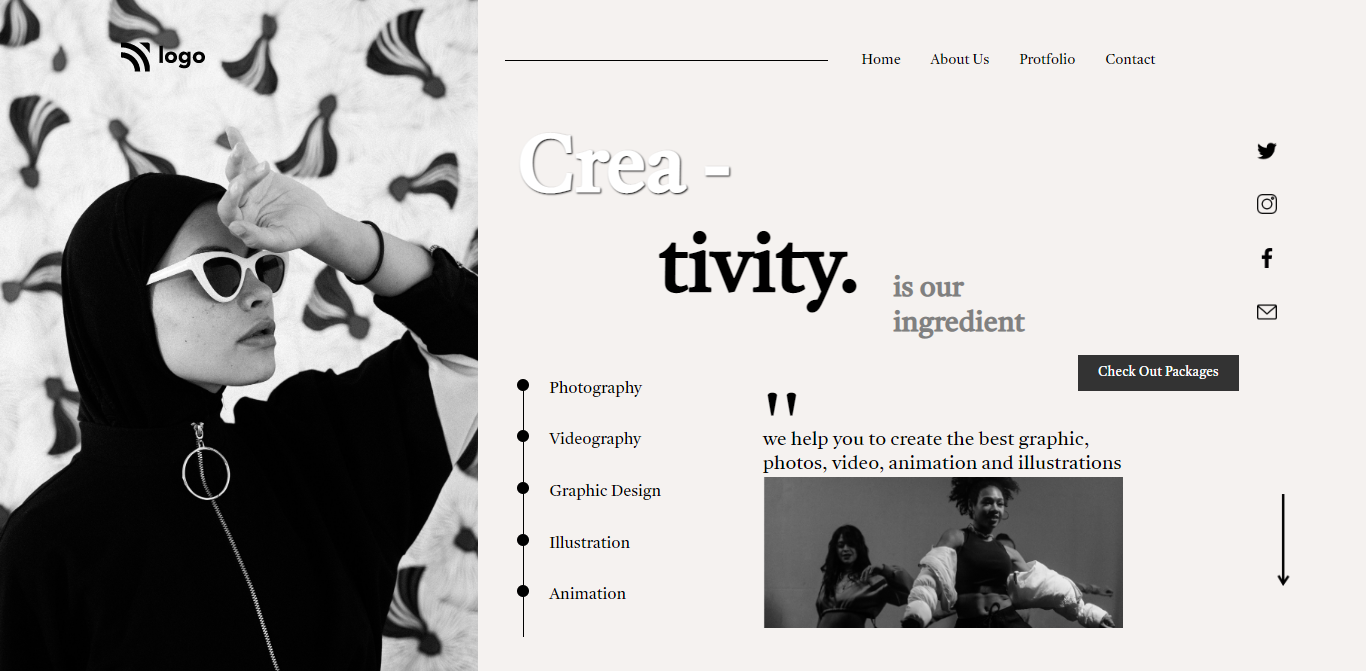 logo
Home About Us Protfolio Contact
Crea -
tivity.
is our
ingredient
Check Out Packages
Photography
Videography
Graphic Design
Illustration
Animation
"
we help you to create the best graphic,
photos, video, animation and illustrations